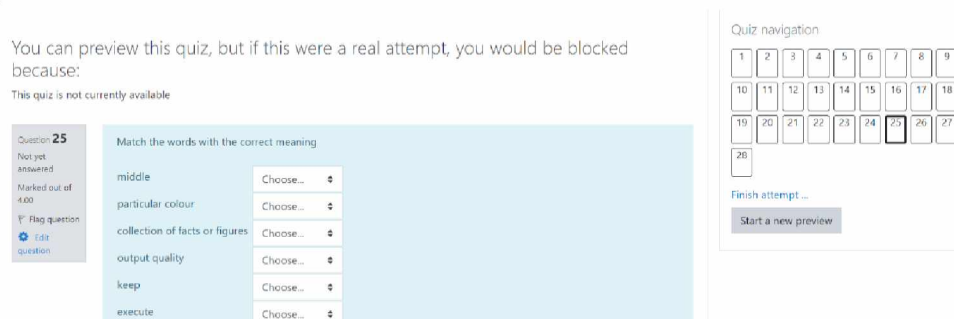 You can preview this quiz, but if this were a real attempt, you would be blocked
because:
This quiz is not currently available
Question 25
Not yet
answered
Marked out of
4.00
Flag question
Edit
question
Match the words with the correct meaning
middle Choose...
particular colour Choose...
collection of facts or figures Choose...
output quality Choose...
keep Choose...
execute Choose...
Quiz navigation
1 2 3 4 5 6 7 8 9
10 11 12 13 14 15 16 17 18
19 20 21 22 23 24 25 26 27
28
Finish attempt ...
Start a new preview